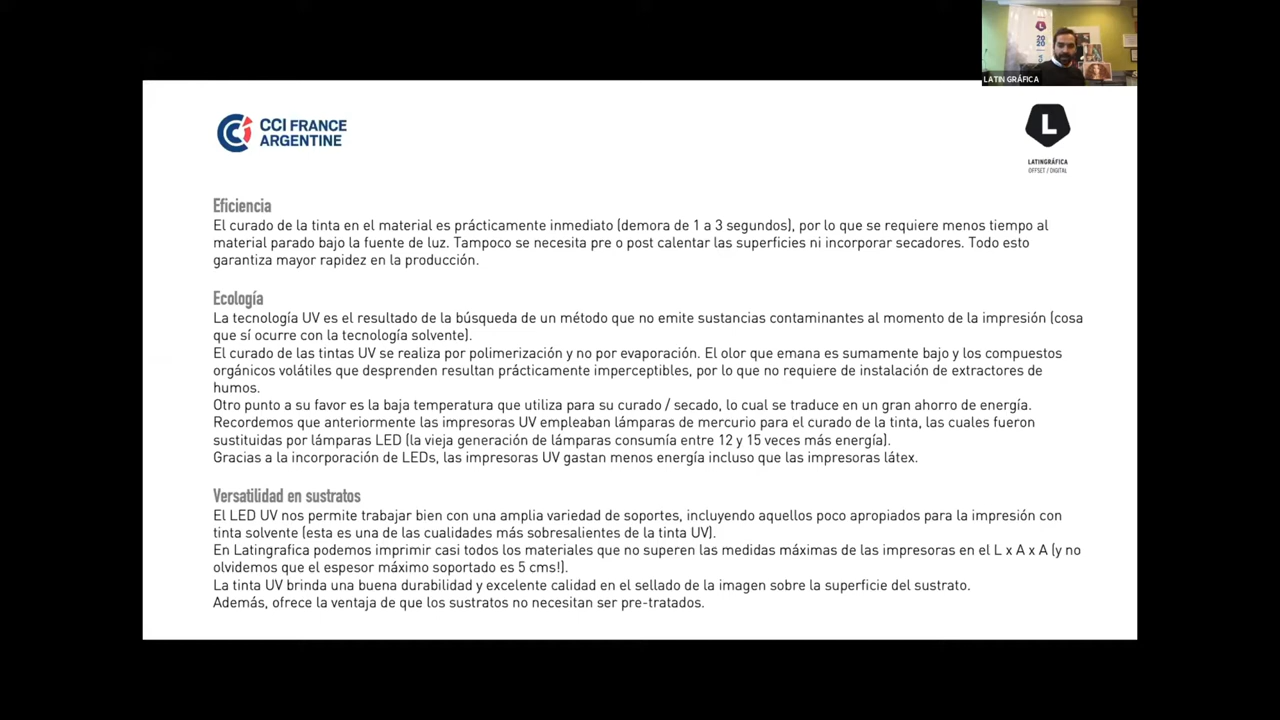 20
20
LATIN GRÁFICA
CCI FRANCE
ARGENTINE
L
LATINGRÁFICA
OFFSET / DIGITAL
Eficiencia
El curado de la tinta en el material es prácticamente inmediato (demora de 1 a 3 segundos), por lo que se requiere menos tiempo al
material parado bajo la fuente de luz. Tampoco se necesita pre o post calentar las superficies ni incorporar secadores. Todo esto
garantiza mayor rapidez en la producción.
Ecología
La tecnología UV es el resultado de la búsqueda de un método que no emite sustancias contaminantes al momento de la impresión (cosa
que sí ocurre con la tecnología solvente).
El curado de las tintas UV se realiza por polimerización y no por evaporación. El olor que emana es sumamente bajo y los compuestos
orgánicos volátiles que desprenden resultan prácticamente imperceptibles, por lo que no requiere de instalación de extractores de
humos.
Otro punto a su favor es la baja temperatura que utiliza para su curado / secado, lo cual se traduce en un gran ahorro de energía.
Recordemos que anteriormente las impresoras UV empleaban lámparas de mercurio para el curado de la tinta, las cuales fueron
sustituidas por lámparas LED (la vieja generación de lámparas consumía entre 12 y 15 veces más energía).
Gracias a la incorporación de LEDs, las impresoras UV gastan menos energía incluso que las impresoras látex.
Versatilidad en sustratos
El LED UV nos permite trabajar bien con una amplia variedad de soportes, incluyendo aquellos poco apropiados para la impresión con
tinta solvente (esta es una de las cualidades más sobresalientes de la tinta UV).
En Latingrafica podemos imprimir casi todos los materiales que no superen las medidas máximas de las impresoras en el L x A x A (y no
olvidemos que el espesor máximo soportado es 5 cms!).
La tinta UV brinda una buena durabilidad y excelente calidad en el sellado de la imagen sobre la superficie del sustrato.
Además, ofrece la ventaja de que los sustratos no necesitan ser pre-tratados.